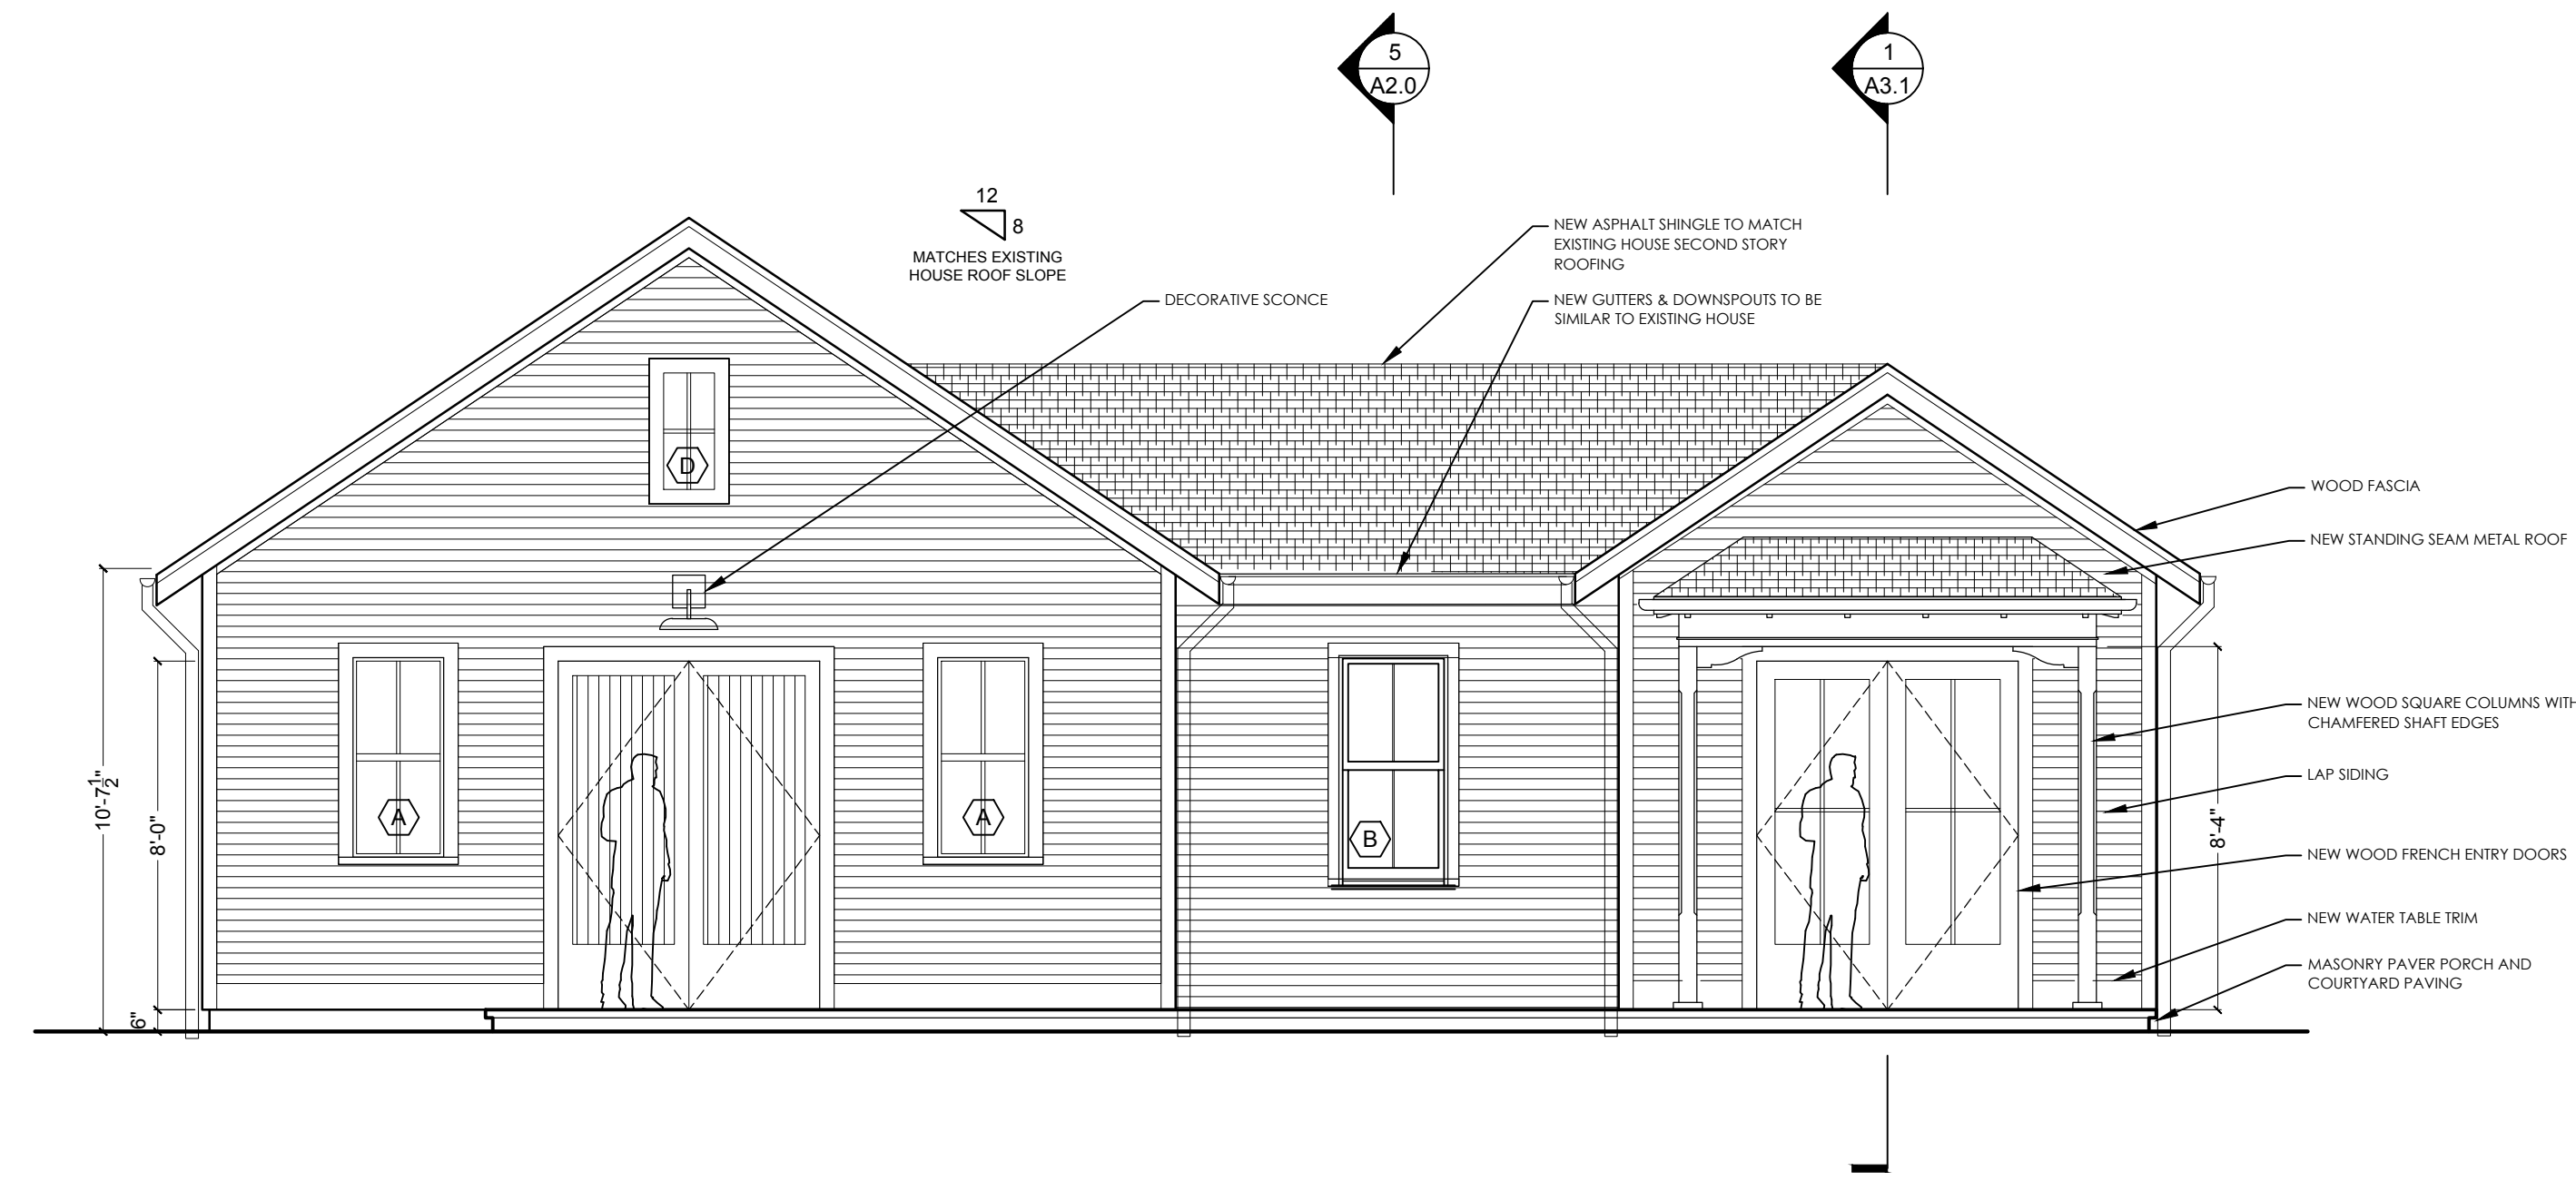 5
A2.0
1
A3.1
12
8
MATCHES EXISTING
HOUSE ROOF SLOPE
NEW ASPHALT SHINGLE TO MATCH
EXISTING HOUSE SECOND STORY
ROOFING
DECORATIVE SCONCE
NEW GUTTERS & DOWNSPOUTS TO BE
SIMILAR TO EXISTING HOUSE
D
WOOD FASCIA
NEW STANDING SEAM METAL ROOF
NEW WOOD SQUARE COLUMNS WITH
CHAMFERED SHAFT EDGES
LAP SIDING
10'-7 1/2"
8'-0"
6"
A
A
B
8'-4"
NEW WOOD FRENCH ENTRY DOORS
NEW WATER TABLE TRIM
MASONRY PAVER PORCH AND
COURTYARD PAVING